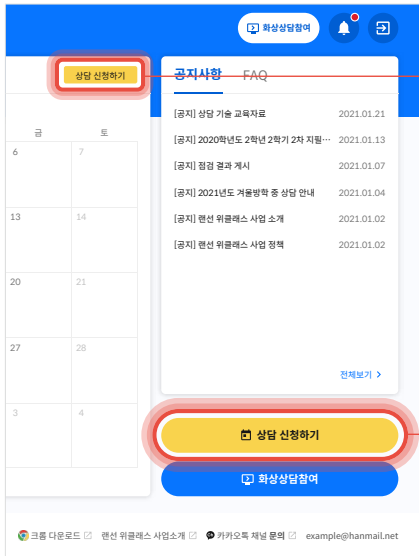 화상상담참여
상담 신청하기
공지사항 FAQ
금 토
6 7
13 14
20 21
27 28
3 4
[공지] 상담 기술 교육자료 2021.01.21
[공지] 2020학년도 2학년 2학기 2차 지필… 2021.01.13
[공지] 점검 결과 게시 2021.01.07
[공지] 2021년도 겨울방학 중 상담 안내 2021.01.04
[공지] 랜선 위클래스 사업 소개 2021.01.02
[공지] 랜선 위클래스 사업 정책 2021.01.02
전체보기 >
상담 신청하기
화상상담참여
크롬 다운로드 랜선 위클래스 사업소개 카카오톡 채널 문의 example@hanmail.net